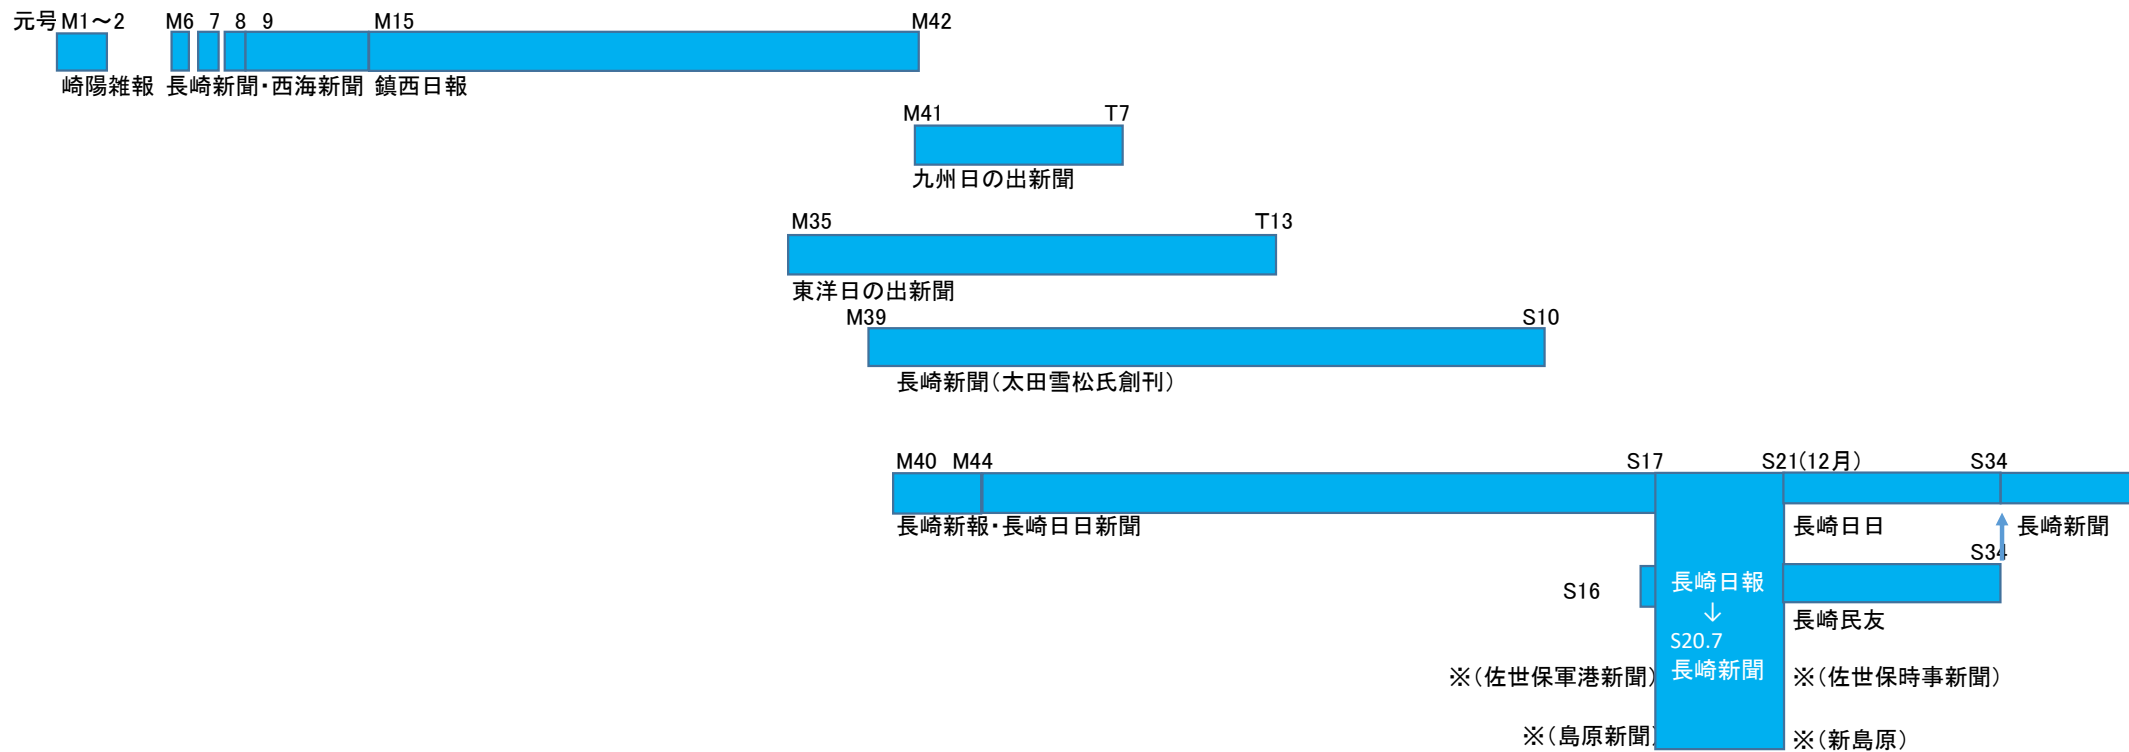 元号 M1～2 M6 7 8 9 M15 M42
崎陽雑報 長崎新聞・西海新聞 鎮西日報
M41 T7
九州日の出新聞
M35 T13
東洋日の出新聞
M39 S10
長崎新聞(太田雪松氏創刊)
M40 M44 S17 S21(12月) S34
長崎新報・長崎日日新聞 長崎日日 長崎新聞
S34
S16 長崎日報
↓
長崎民友
S20.7
長崎新聞
※(佐世保軍港新聞) ※(佐世保時事新聞)
※(島原新聞) ※(新島原)